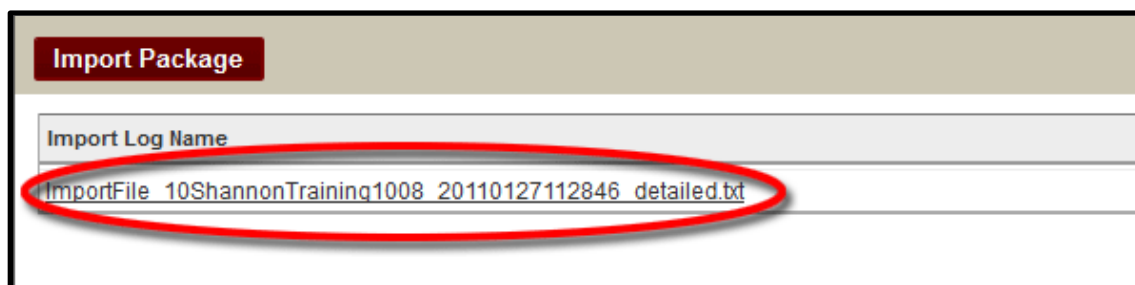 Import Package
Import Log Name
ImportFile_10ShannonTraining1008_20110127112846_detailed.txt